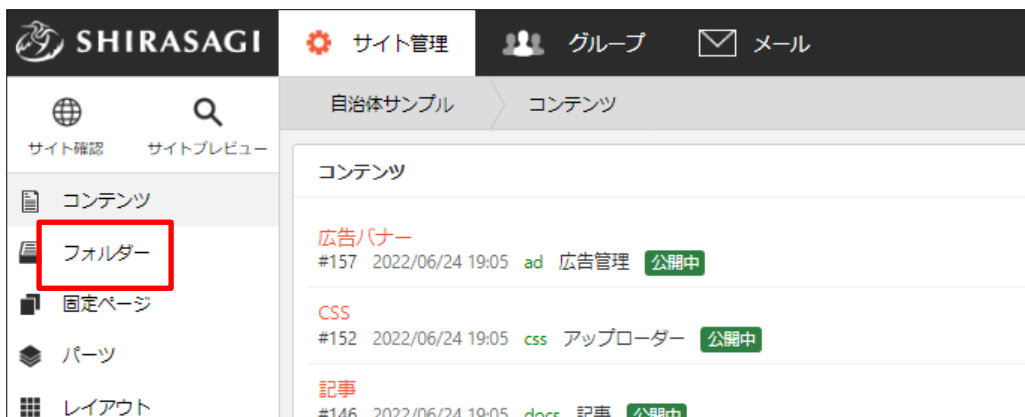 SHIRASAGI
サイト管理
グループ
メール
サイト確認
サイトプレビュー
自治体サンプル
コンテンツ
コンテンツ
フォルダー
固定ページ
パーツ
レイアウト
コンテンツ
広告バナー
#157 2022/06/24 19:05 ad 広告管理 公開中
CSS
#152 2022/06/24 19:05 css アップローダー 公開中
記事
#146 2022/06/24 19:05 docs 記事 公開中